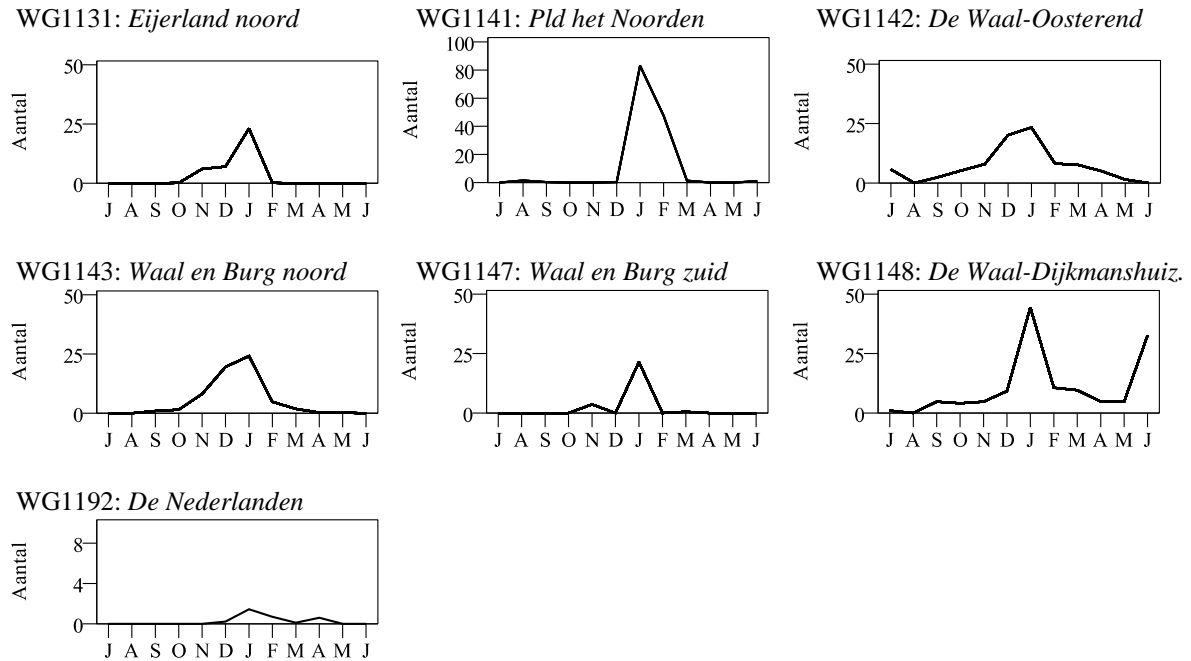 WG1131: Eijerland noord
50
25
0
Aantal
J A S O N D J F M A M J
WG1141: Pld het Noorden
100
80
60
40
20
0
Aantal
J A S O N D J F M A M J
WG1142: De Waal-Oosterend
50
25
0
Aantal
J A S O N D J F M A M J
WG1143: Waal en Burg noord
50
25
0
Aantal
J A S O N D J F M A M J
WG1147: Waal en Burg zuid
50
25
0
Aantal
J A S O N D J F M A M J
WG1148: De Waal-Dijkmanshuiz.
50
25
0
Aantal
J A S O N D J F M A M J
WG1192: De Nederlanden
8
4
0
Aantal
J A S O N D J F M A M J